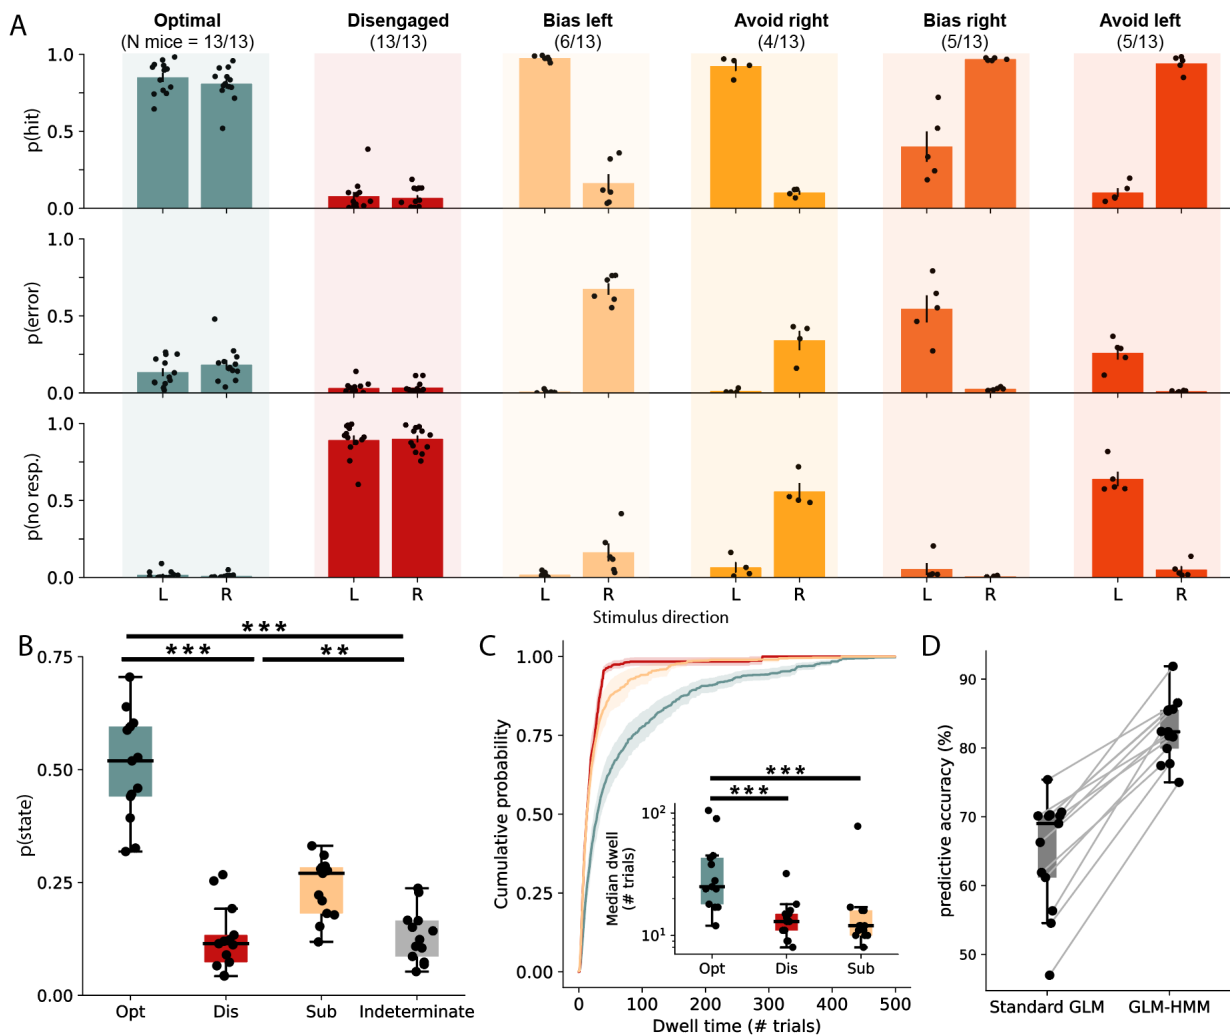 A
Optimal
(N mice = 13/13)
Disengaged
(13/13)
Bias left
(6/13)
Avoid right
(4/13)
Bias right
(5/13)
Avoid left
(5/13)
p(hit)
1.0
0.5
0.0
p(error)
1.0
0.5
0.0
p(no resp.)
1.0
0.5
0.0
L R L R L R L R L R L R
Stimulus direction
B
p(state)
0.75
0.50
0.25
0.00
***
*** **
Opt Dis Sub Indeterminate
C
Cumulative probability
1.00
0.75
0.50
0.25
0.00
0 100 200 300 400 500
Dwell time (# trials)
Median dwell
(# trials)
10²
10¹
***
***
Opt Dis Sub
D
predictive accuracy (%)
90
80
70
60
50
Standard GLM GLM-HMM